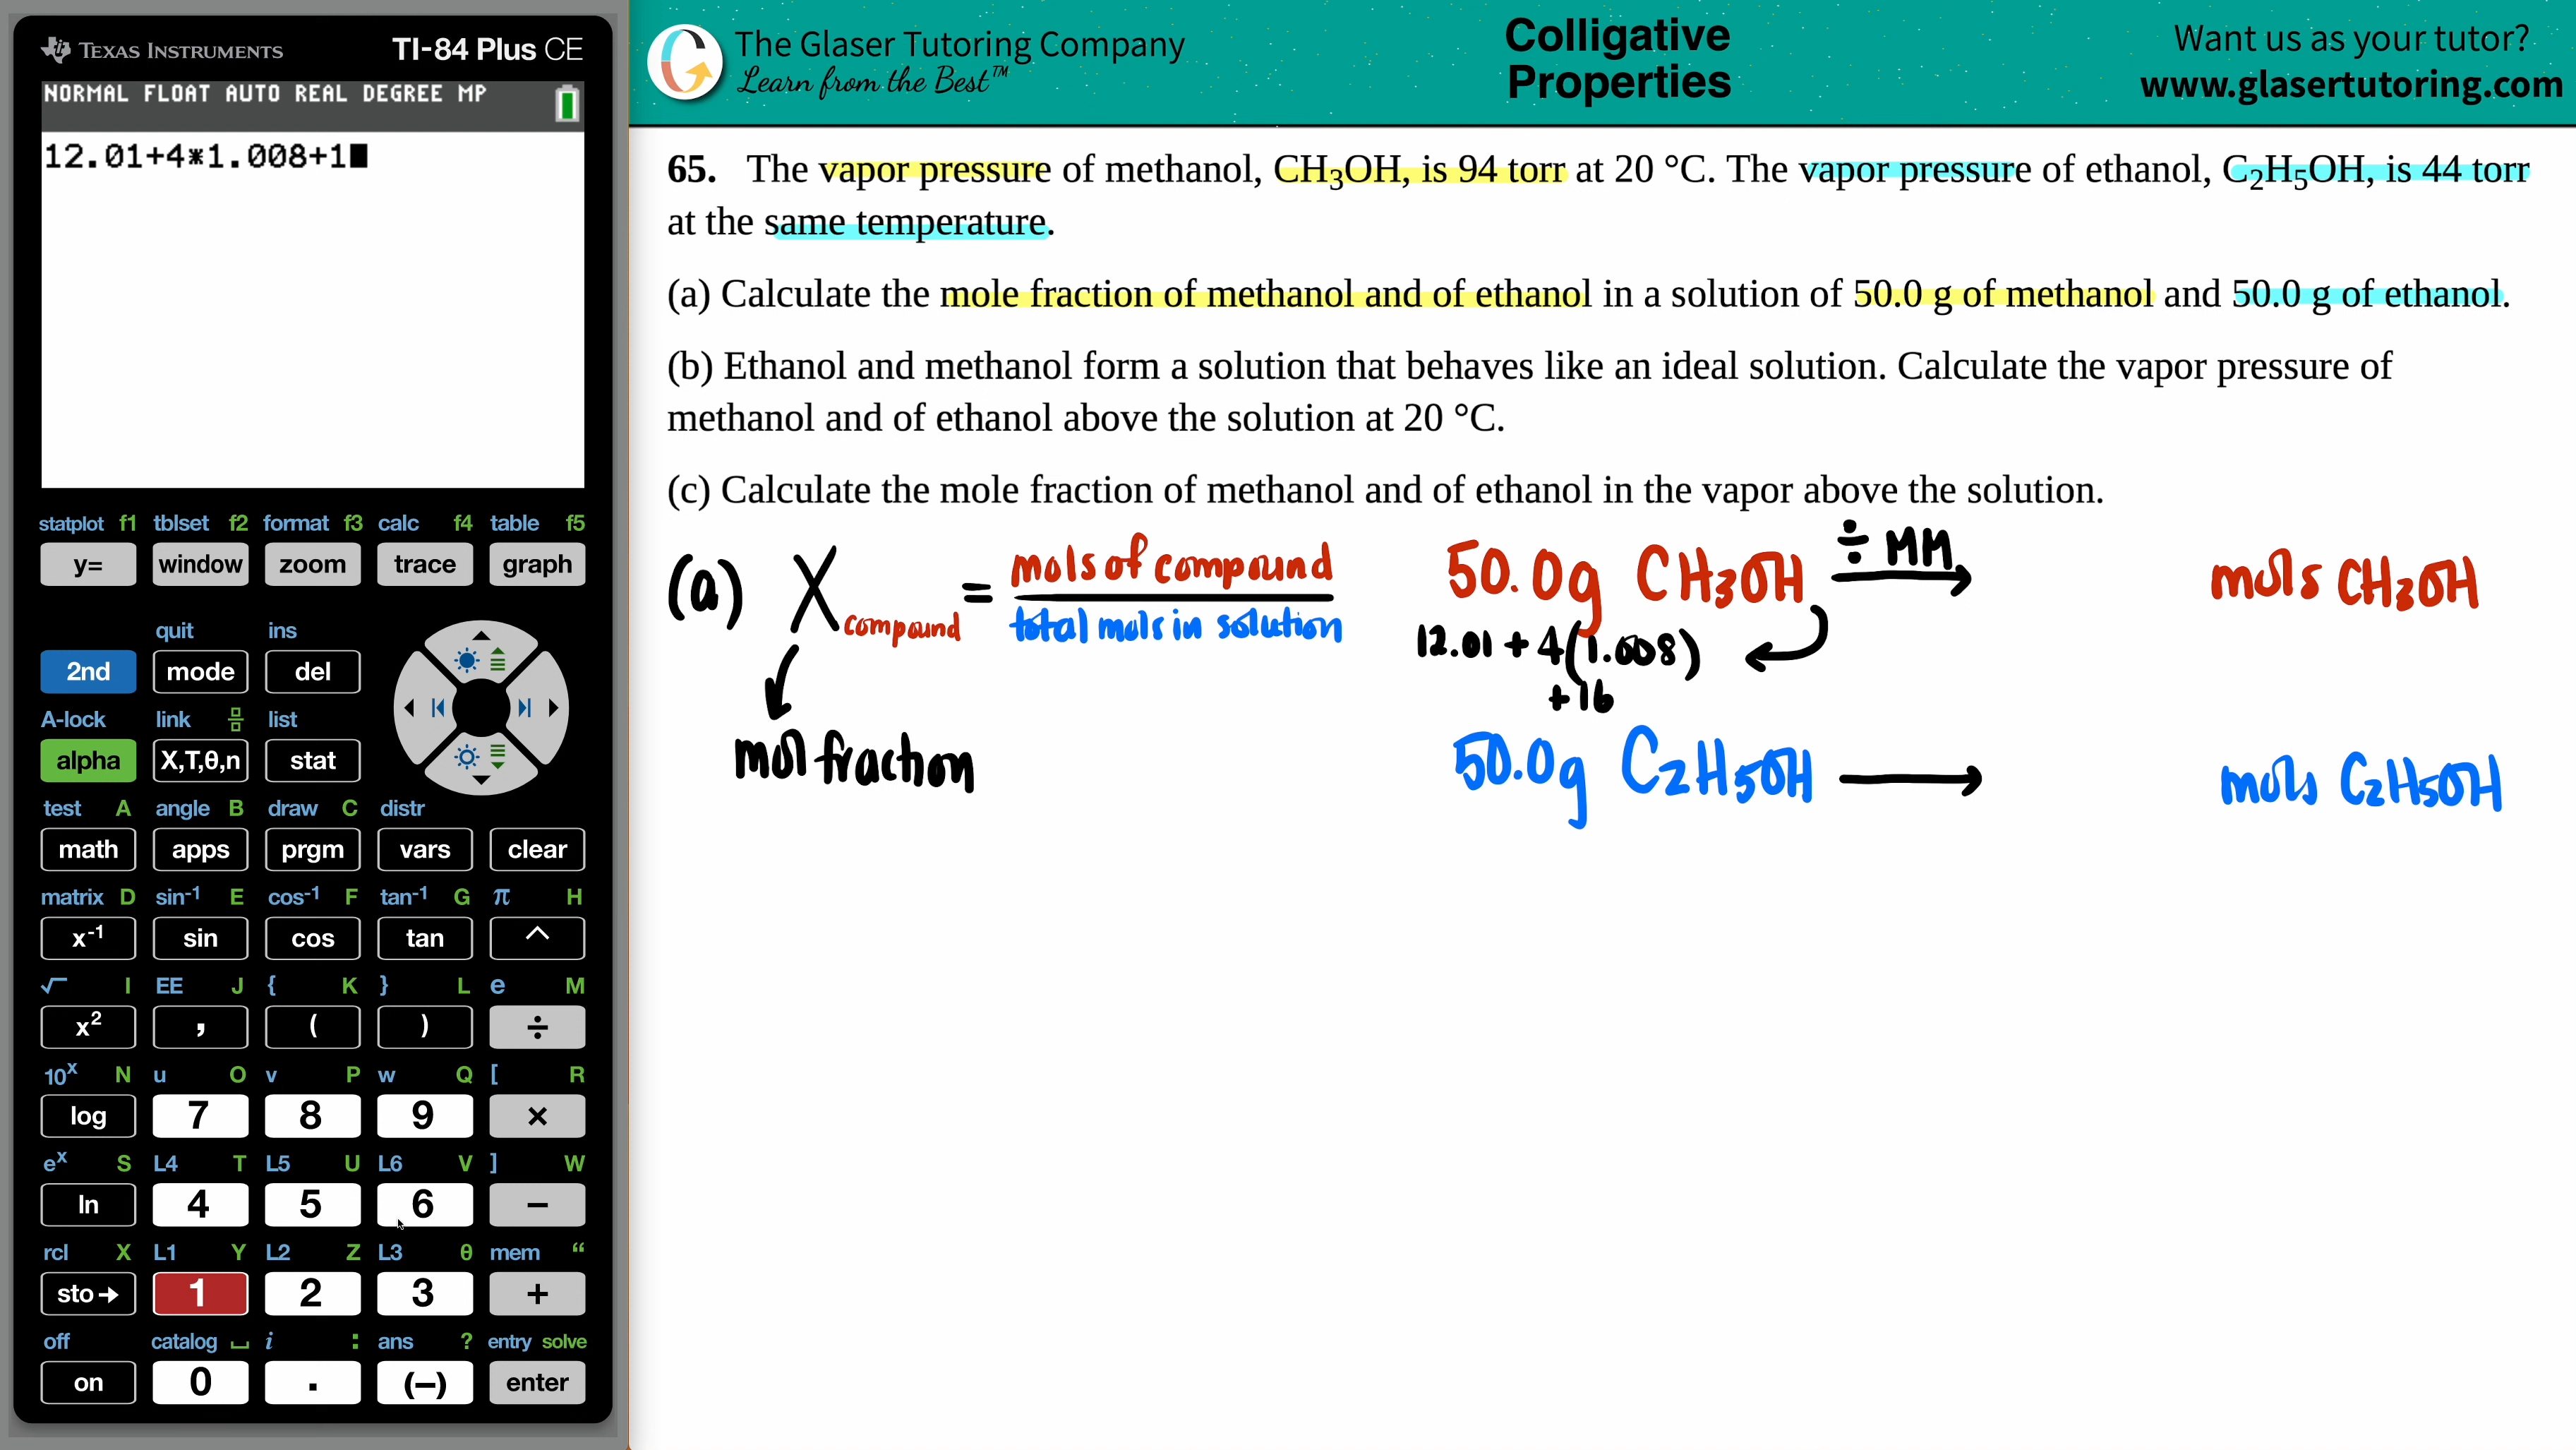 TEXAS INSTRUMENTS TI-84 Plus CE
NORMAL FLOAT AUTO REAL DEGREE MP
12.01+4*1.008+1
statplot f1 tblset f2 format f3 calc f4 table f5
y= window zoom trace graph
quit ins
2nd mode del
A-lock link list
alpha X,T,θ,n stat
test A angle B draw C distr
math apps prgm vars clear
matrix D sin⁻¹ E cos⁻¹ F tan⁻¹ G π H
x⁻¹ sin cos tan ^
√ I EE J { K } L e M
x² , ( ) ÷
10ˣ N u O v P w Q [ R
log 7 8 9 ×
eˣ S L4 T L5 U L6 V ] W
ln 4 5 6 −
rcl X L1 Y L2 Z L3 θ mem “
sto→ 1 2 3 +
off catalog ⎵ i : ans ? entry solve
on 0 . (−) enter
The Glaser Tutoring Company
Learn from the Best™
Colligative
Properties
Want us as your tutor?
www.glasertutoring.com
65. The vapor pressure of methanol, CH₃OH, is 94 torr at 20 °C. The vapor pressure of ethanol, C₂H₅OH, is 44 torr
at the same temperature.
(a) Calculate the mole fraction of methanol and of ethanol in a solution of 50.0 g of methanol and 50.0 g of ethanol.
(b) Ethanol and methanol form a solution that behaves like an ideal solution. Calculate the vapor pressure of
methanol and of ethanol above the solution at 20 °C.
(c) Calculate the mole fraction of methanol and of ethanol in the vapor above the solution.
(a) X compound = mols of compound
total mols in solution
mol fraction
50.0g CH₃OH ÷ MM → mols CH₃OH
12.01 + 4(1.008)
+16
50.0g C₂H₅OH → mols C₂H₅OH